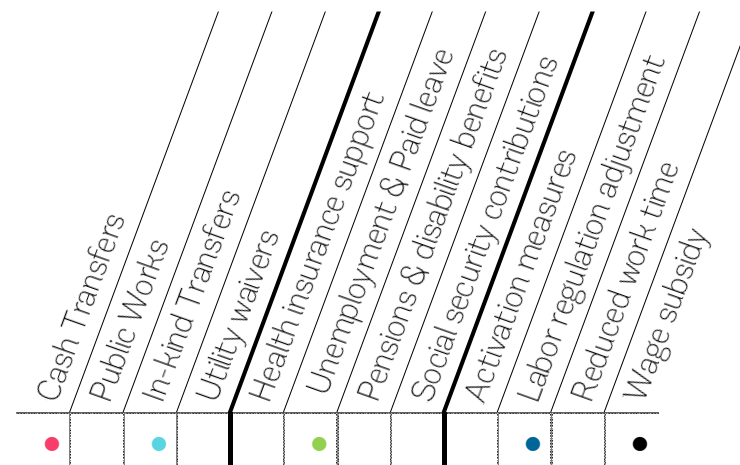 Cash Transfers
Public Works
In-kind Transfers
Utility waivers
Health insurance support
Unemployment & Paid leave
Pensions & disability benefits
Social security contributions
Activation measures
Labor regulation adjustment
Reduced work time
Wage subsidy